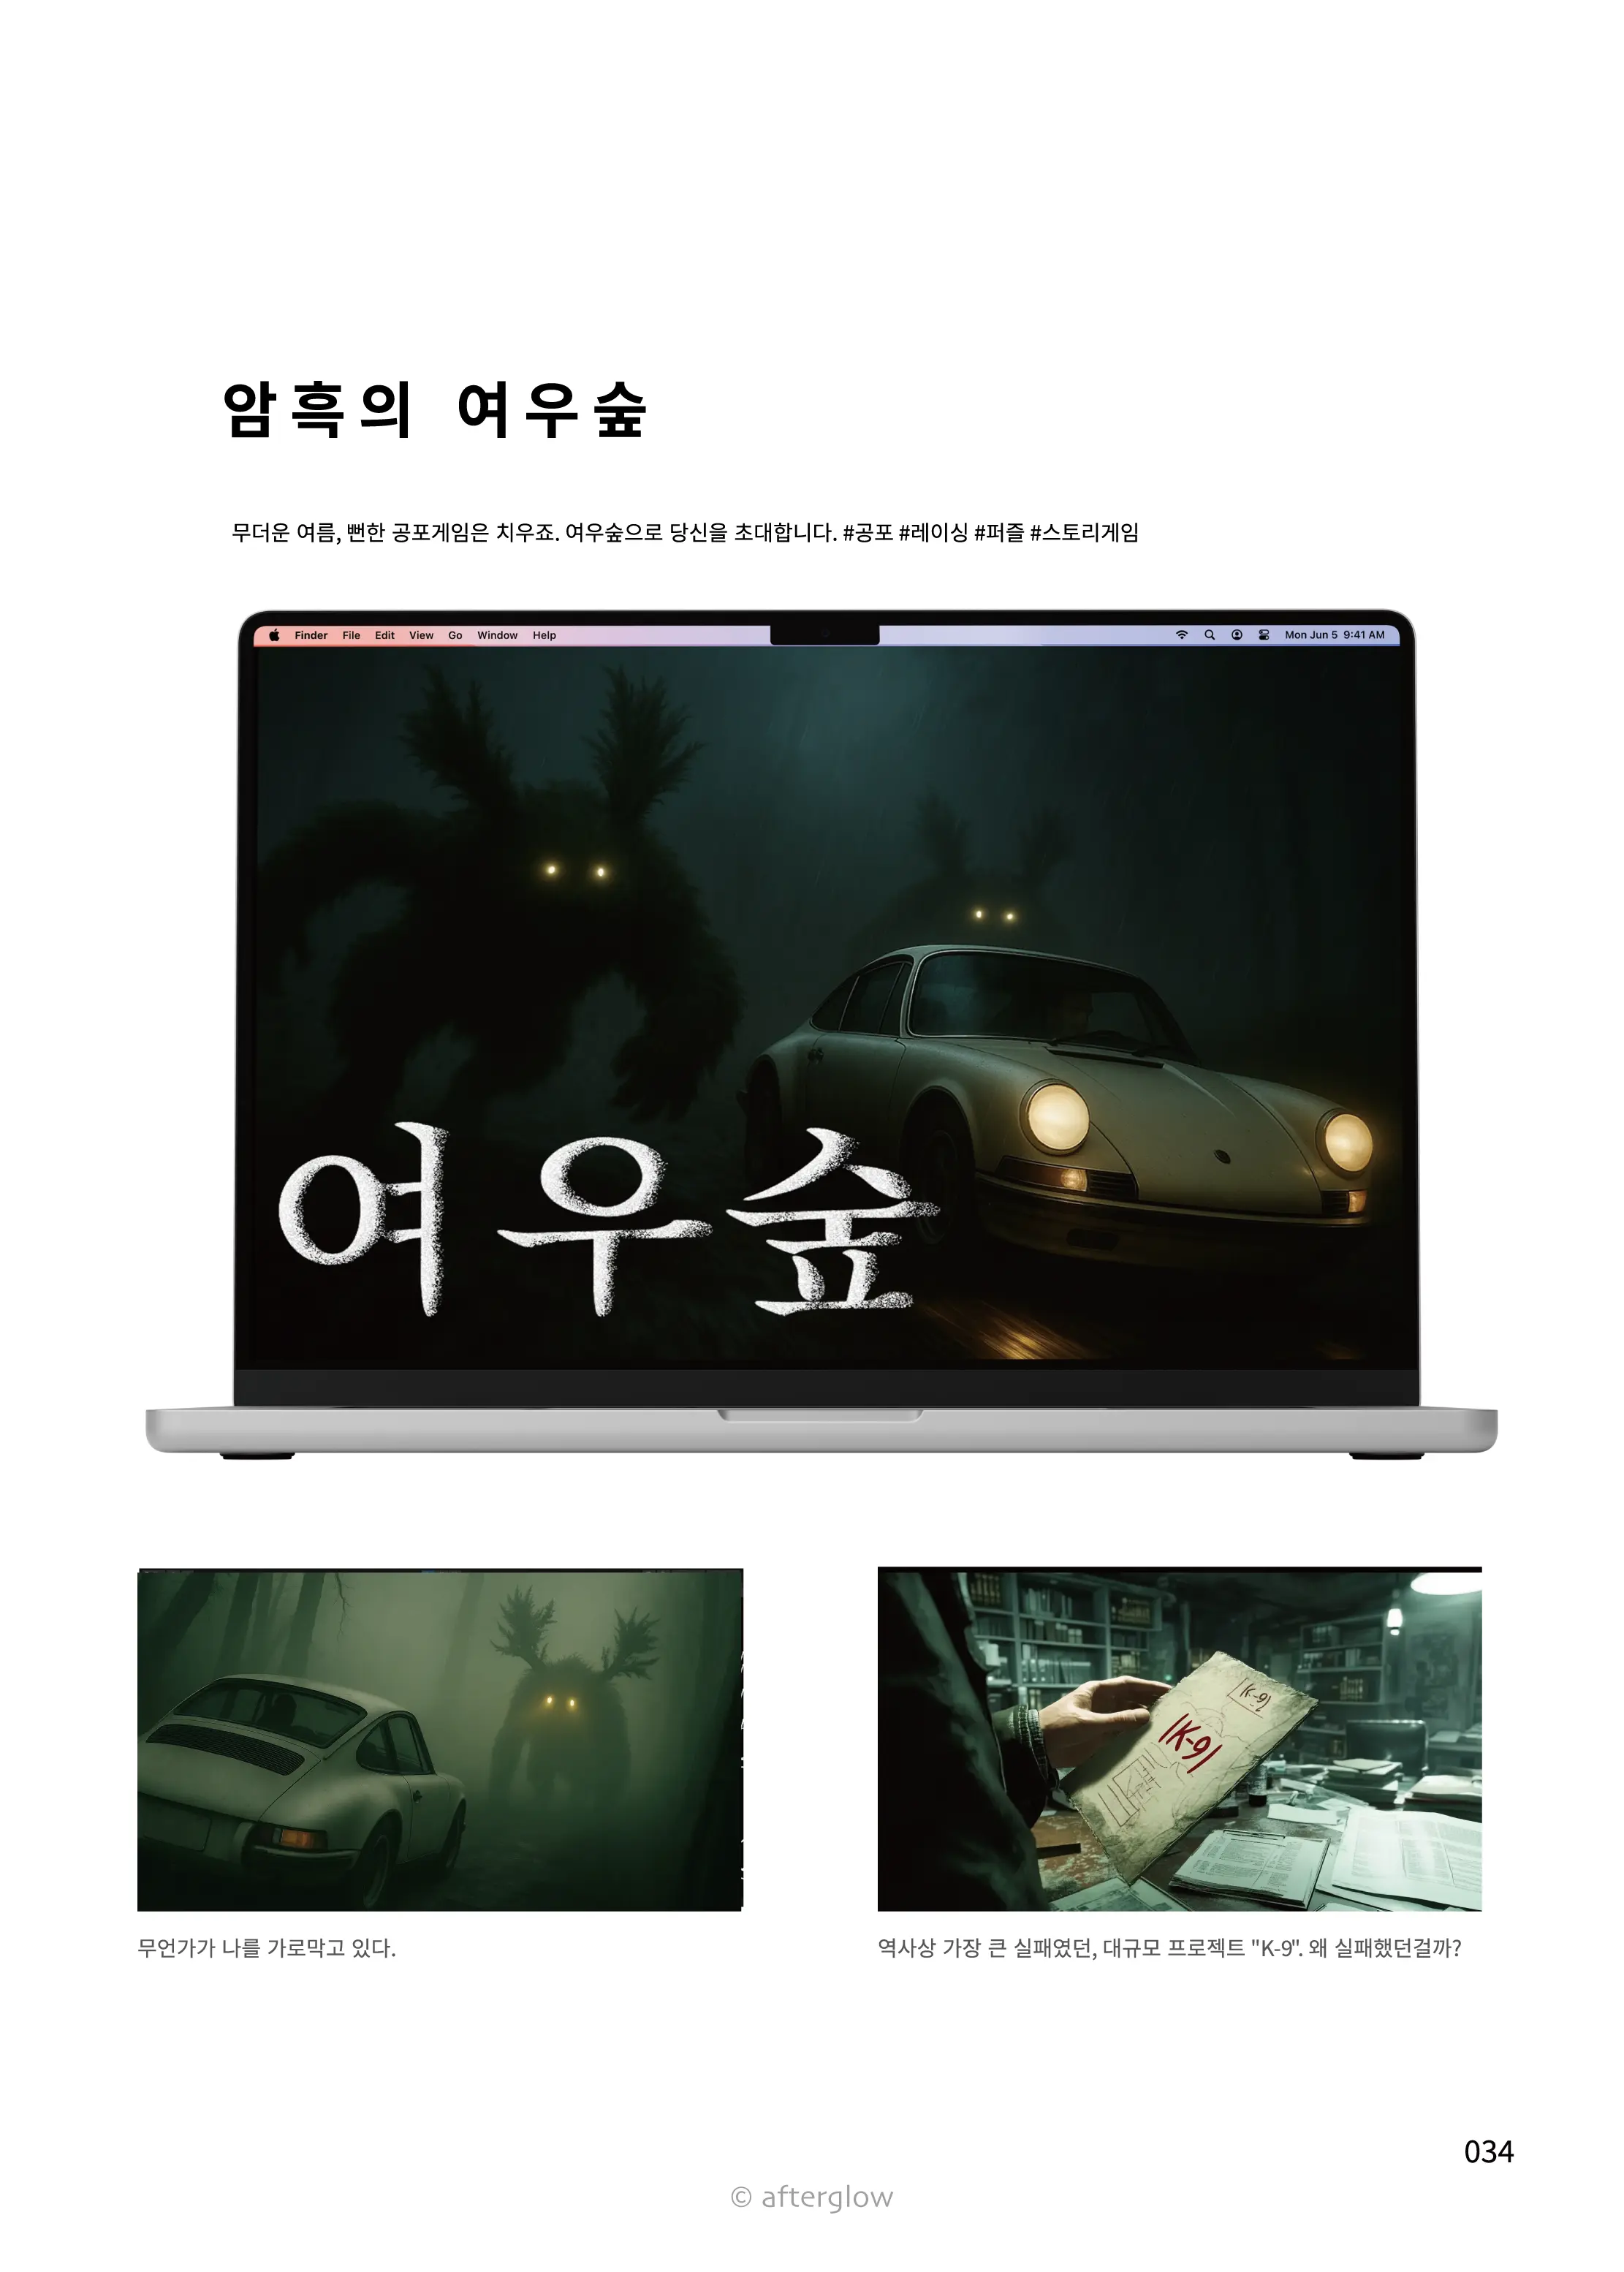 암흑의 여우숲
무더운 여름, 뻔한 공포게임은 치우죠. 여우숲으로 당신을 초대합니다. #공포 #레이싱 #퍼즐 #스토리게임
Finder File Edit View Go Window Help Mon Jun 5 9:41 AM
여우숲
K-9
K-9
무언가가 나를 가로막고 있다.
역사상 가장 큰 실패였던, 대규모 프로젝트 "K-9". 왜 실패했던걸까?
034
© afterglow